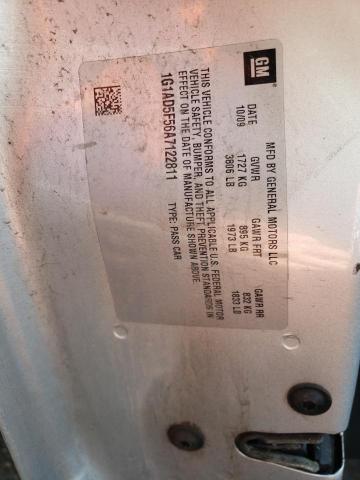 GM
MFD BY GENERAL MOTORS LLC
DATE GVWR GAWR FRT GAWR RR
10/09 1727 KG 895 KG 832 KG
3806 LB 1973 LB 1833 LB
THIS VEHICLE CONFORMS TO ALL APPLICABLE U.S. FEDERAL MOTOR
VEHICLE SAFETY, BUMPER, AND THEFT PREVENTION STANDARDS IN
EFFECT ON THE DATE OF MANUFACTURE SHOWN ABOVE.
1G1AD5F56A7122811 TYPE: PASS CAR